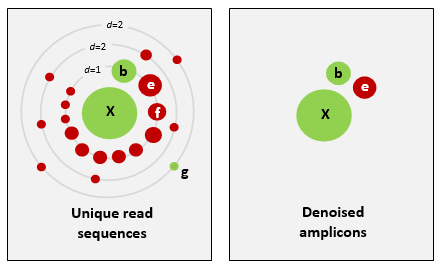 d=2
d=2
d=1
b
e
X
f
g
Unique read
sequences
b
e
X
Denoised
amplicons